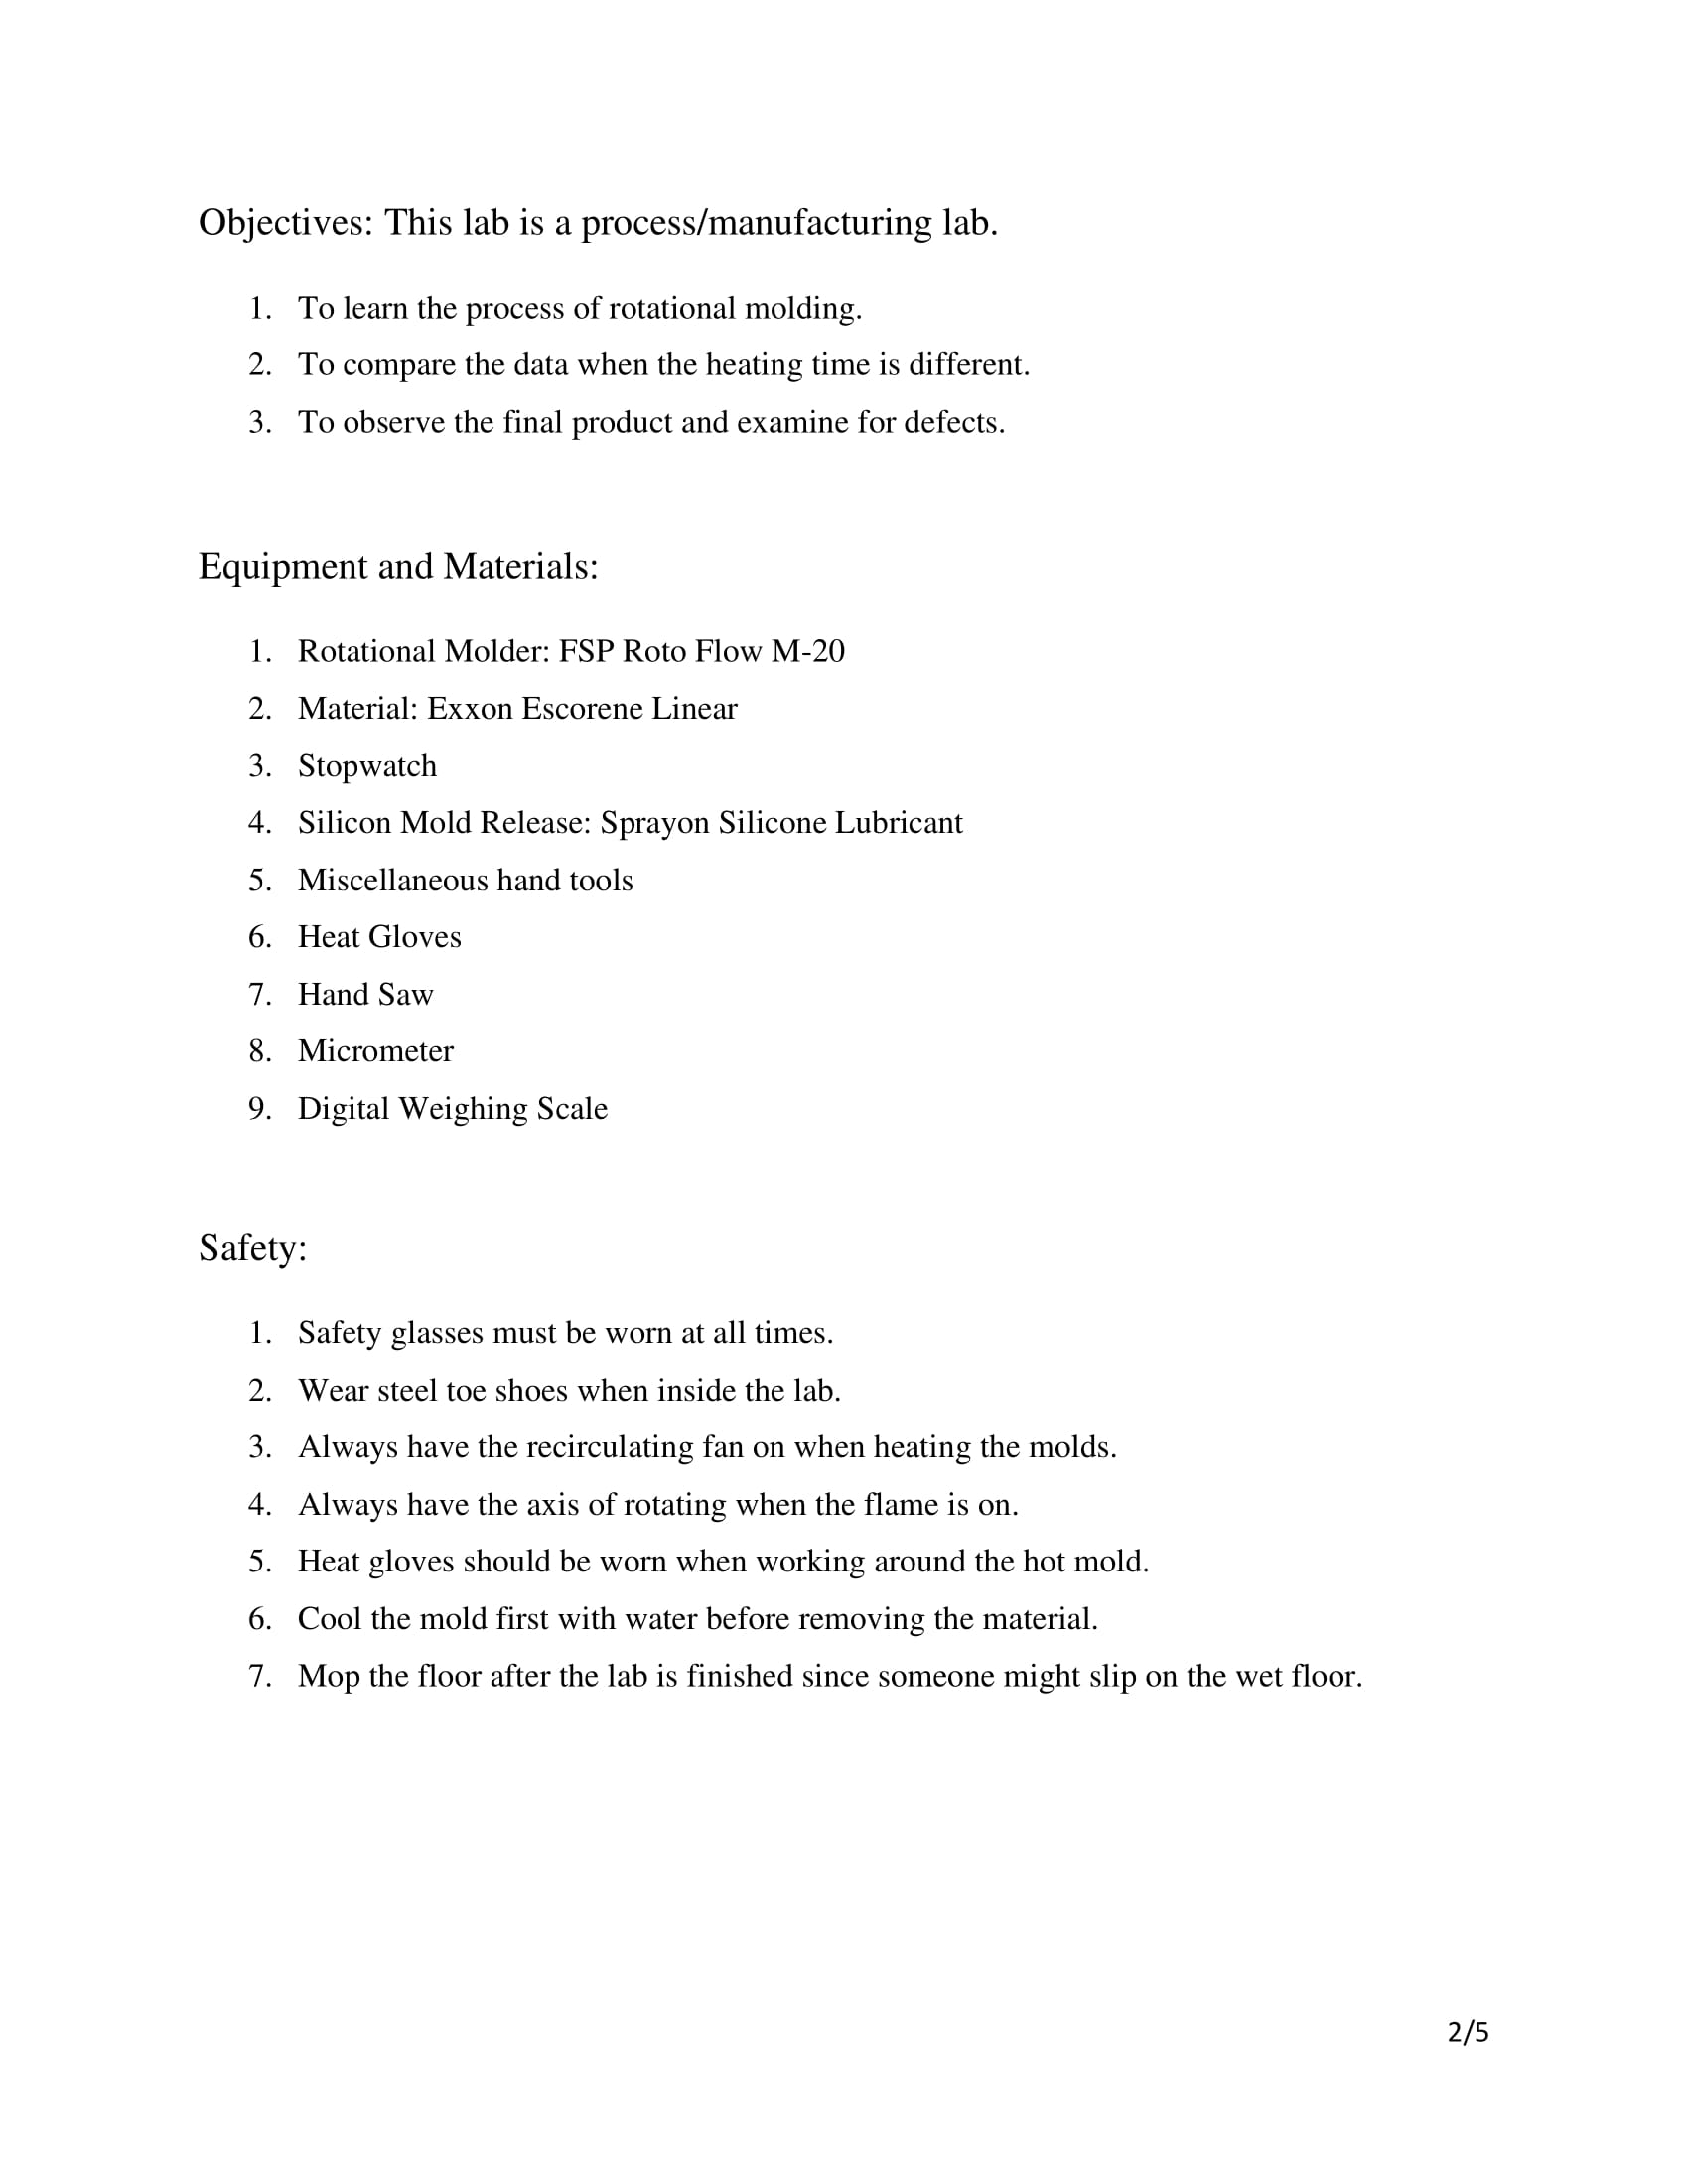 Objectives: This lab is a process/manufacturing lab.
1. To learn the process of rotational molding.
2. To compare the data when the heating time is different.
3. To observe the final product and examine for defects.
Equipment and Materials:
1. Rotational Molder: FSP Roto Flow M-20
2. Material: Exxon Escorene Linear
3. Stopwatch
4. Silicon Mold Release: Sprayon Silicone Lubricant
5. Miscellaneous hand tools
6. Heat Gloves
7. Hand Saw
8. Micrometer
9. Digital Weighing Scale
Safety:
1. Safety glasses must be worn at all times.
2. Wear steel toe shoes when inside the lab.
3. Always have the recirculating fan on when heating the molds.
4. Always have the axis of rotating when the flame is on.
5. Heat gloves should be worn when working around the hot mold.
6. Cool the mold first with water before removing the material.
7. Mop the floor after the lab is finished since someone might slip on the wet floor.
2/5